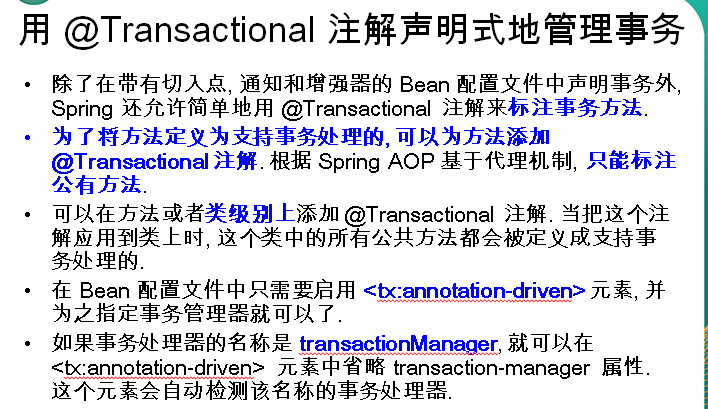 用 @Transactional 注解声明式地管理事务
• 除了在带有切入点, 通知和增强器的 Bean 配置文件中声明事务外,
Spring 还允许简单地用 @Transactional 注解来标注事务方法.
• 为了将方法定义为支持事务处理的, 可以为方法添加
@Transactional 注解. 根据 Spring AOP 基于代理机制, 只能标注
公有方法.
• 可以在方法或者类级别上添加 @Transactional 注解. 当把这个注
解应用到类上时, 这个类中的所有公共方法都会被定义成支持事
务处理的.
• 在 Bean 配置文件中只需要启用 <tx:annotation-driven> 元素, 并
为之指定事务管理器就可以了.
• 如果事务处理器的名称是 transactionManager, 就可以在
<tx:annotation-driven> 元素中省略 transaction-manager 属性.
这个元素会自动检测该名称的事务处理器.